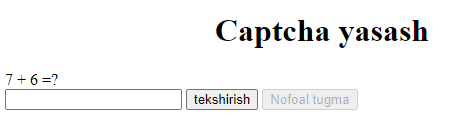 Captcha yasash
7 + 6 =?
tekshirish Nofoal tugma